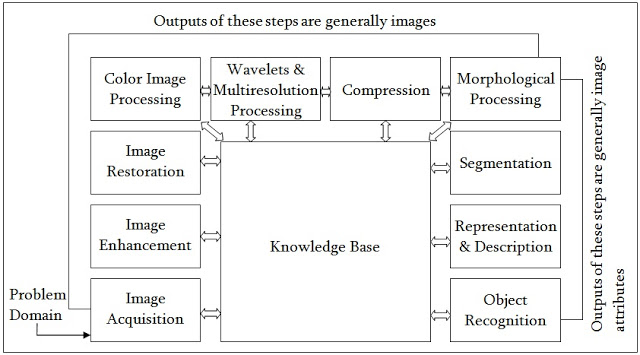 Outputs of these steps are generally images
Color Image
Processing
Wavelets &
Multiresolution
Processing
Compression
Morphological
Processing
Image
Restoration
Segmentation
Image
Enhancement
Knowledge Base
Representation
& Description
Problem
Domain
Image
Acquisition
Object
Recognition
Outputs of these steps are generally image
attributes